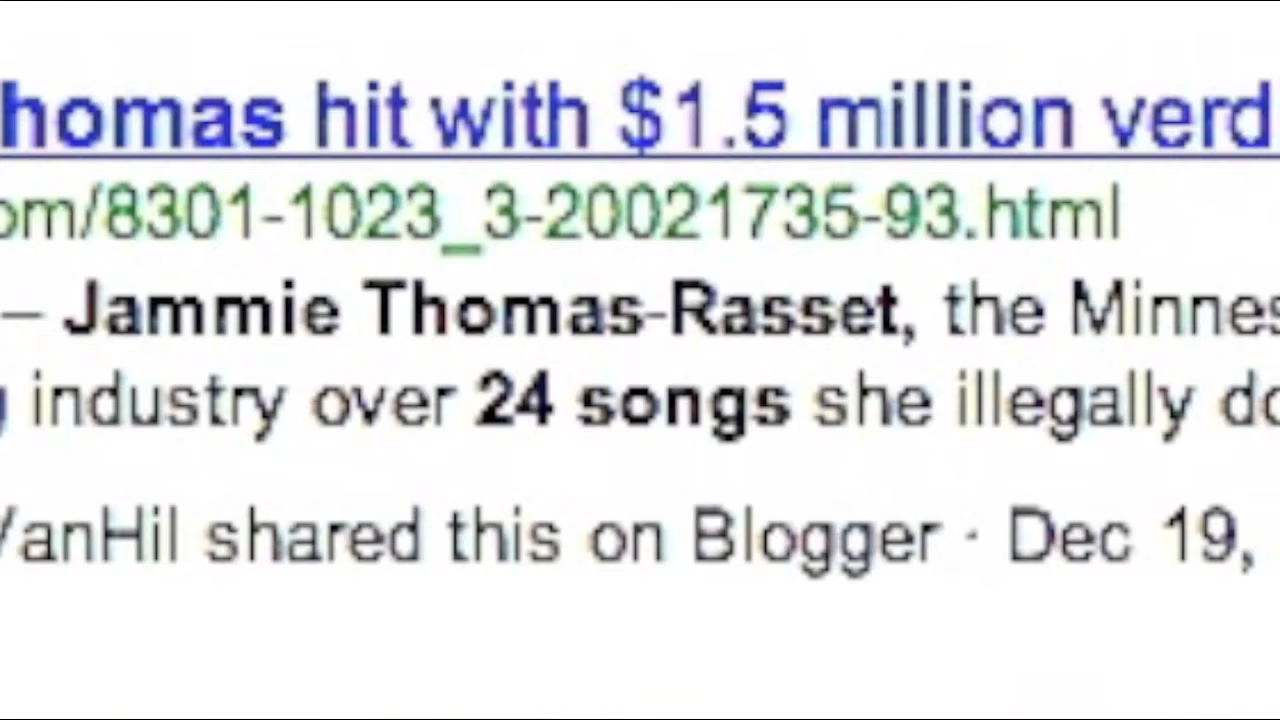 homas hit with $1.5 million verd
om/8301-1023_3-20021735-93.html
– Jammie Thomas-Rasset, the Minnes
g industry over 24 songs she illegally do
VanHil shared this on Blogger · Dec 19,